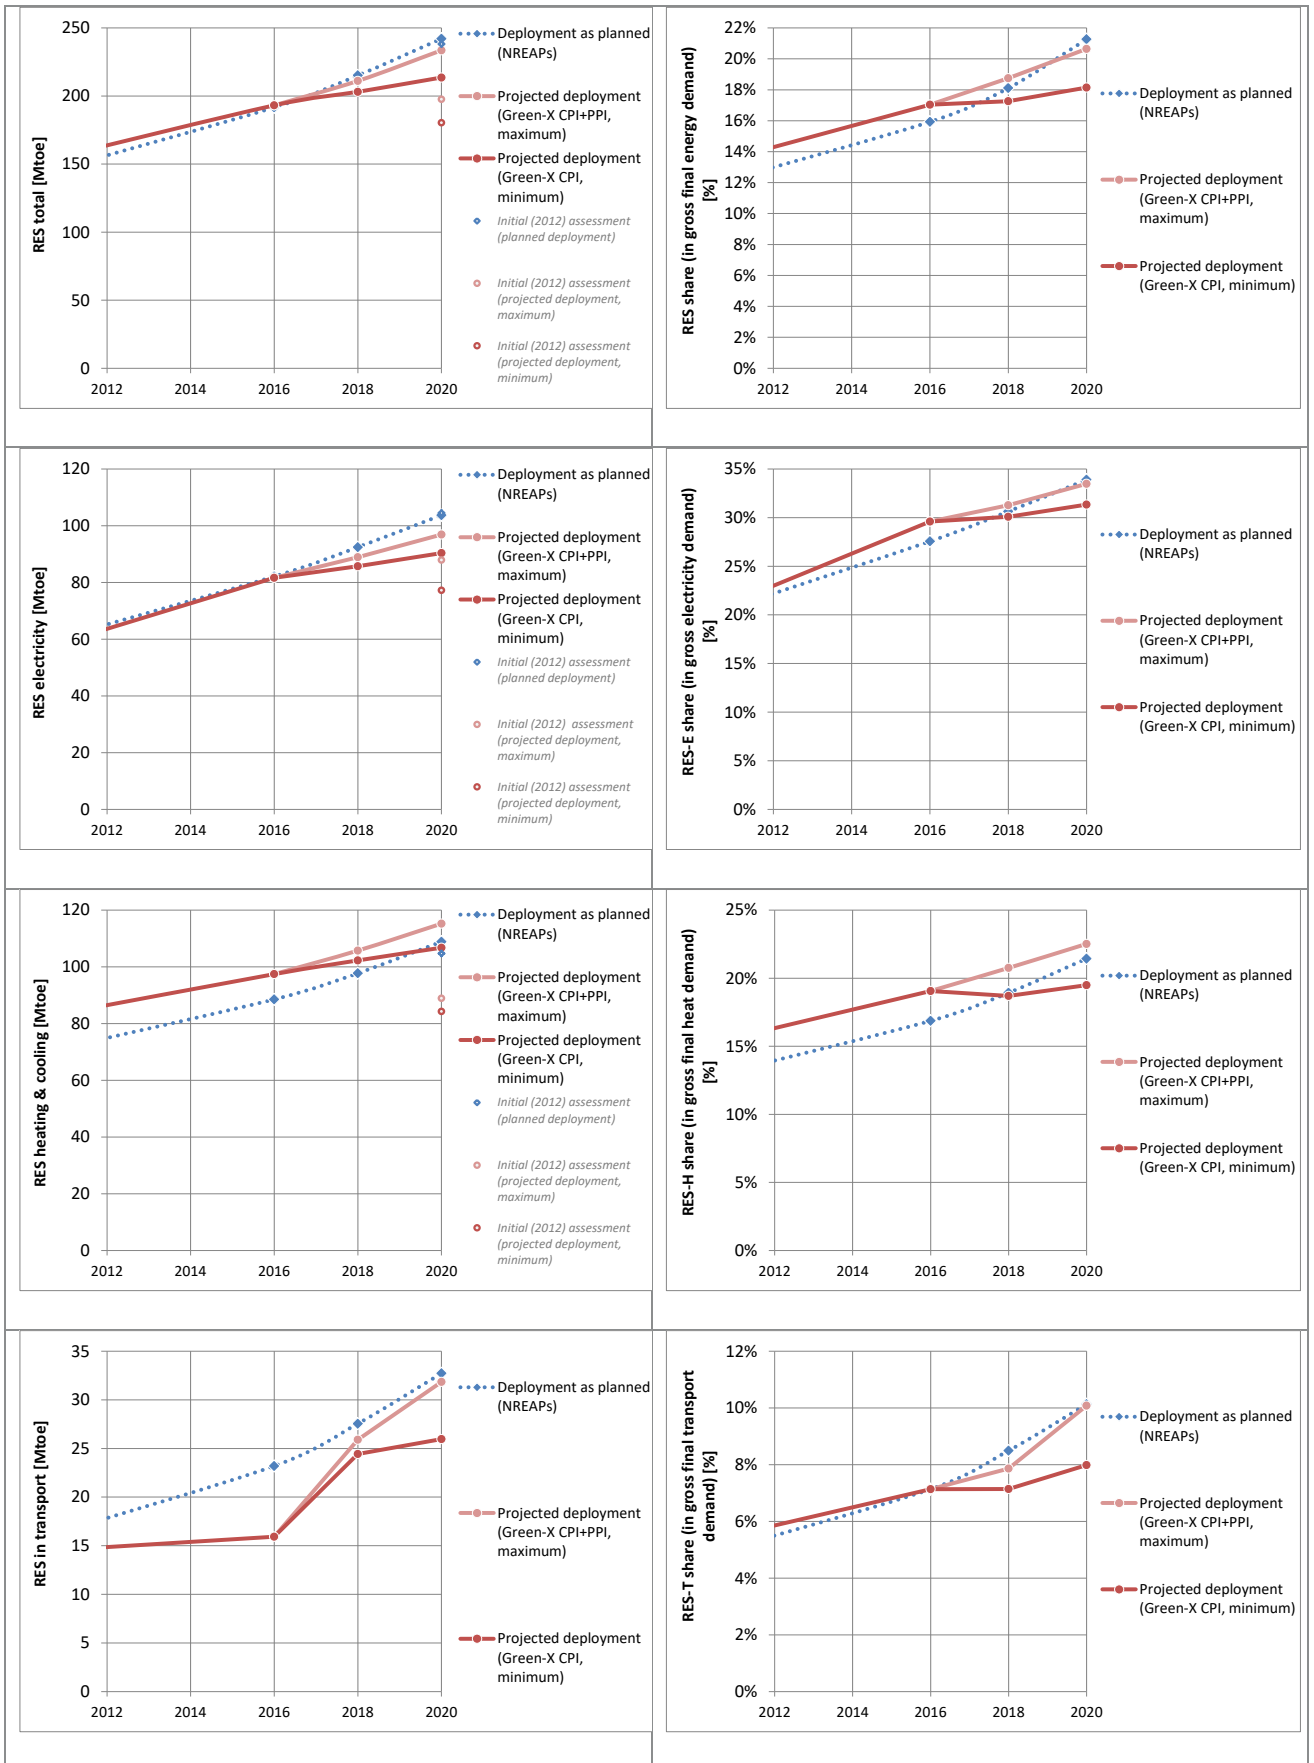 RES total [Mtoe]
250
200
150
100
50
0
2012
2014
2016
2018
2020
Deployment as planned
(NREAPs)
Projected deployment
(Green-X CPI+PPI,
maximum)
Projected deployment
(Green-X CPI,
minimum)
Initial (2012) assessment
(planned deployment)
Initial (2012) assessment
(projected deployment,
maximum)
Initial (2012) assessment
(projected deployment,
minimum)
RES share (in gross final energy demand)
[%]
22%
20%
18%
16%
14%
12%
10%
8%
6%
4%
2%
0%
2012
2014
2016
2018
2020
Deployment as planned
(NREAPs)
Projected deployment
(Green-X CPI+PPI,
maximum)
Projected deployment
(Green-X CPI, minimum)
RES electricity [Mtoe]
120
100
80
60
40
20
0
2012
2014
2016
2018
2020
Deployment as planned
(NREAPs)
Projected deployment
(Green-X CPI+PPI,
maximum)
Projected deployment
(Green-X CPI,
minimum)
Initial (2012) assessment
(planned deployment)
Initial (2012) assessment
(projected deployment,
maximum)
Initial (2012) assessment
(projected deployment,
minimum)
RES-E share (in gross electricity demand)
[%]
35%
30%
25%
20%
15%
10%
5%
0%
2012
2014
2016
2018
2020
Deployment as planned
(NREAPs)
Projected deployment
(Green-X CPI+PPI,
maximum)
Projected deployment
(Green-X CPI, minimum)
RES heating & cooling [Mtoe]
120
100
80
60
40
20
0
2012
2014
2016
2018
2020
Deployment as planned
(NREAPs)
Projected deployment
(Green-X CPI+PPI,
maximum)
Projected deployment
(Green-X CPI,
minimum)
Initial (2012) assessment
(planned deployment)
Initial (2012) assessment
(projected deployment,
maximum)
Initial (2012) assessment
(projected deployment,
minimum)
RES-H share (in gross final heat demand)
[%]
25%
20%
15%
10%
5%
0%
2012
2014
2016
2018
2020
Deployment as planned
(NREAPs)
Projected deployment
(Green-X CPI+PPI,
maximum)
Projected deployment
(Green-X CPI, minimum)
RES in transport [Mtoe]
35
30
25
20
15
10
5
0
2012
2014
2016
2018
2020
Deployment as planned
(NREAPs)
Projected deployment
(Green-X CPI+PPI,
maximum)
Projected deployment
(Green-X CPI,
minimum)
RES-T share (in gross final transport
demand) [%]
12%
10%
8%
6%
4%
2%
0%
2012
2014
2016
2018
2020
Deployment as planned
(NREAPs)
Projected deployment
(Green-X CPI+PPI,
maximum)
Projected deployment
(Green-X CPI, minimum)